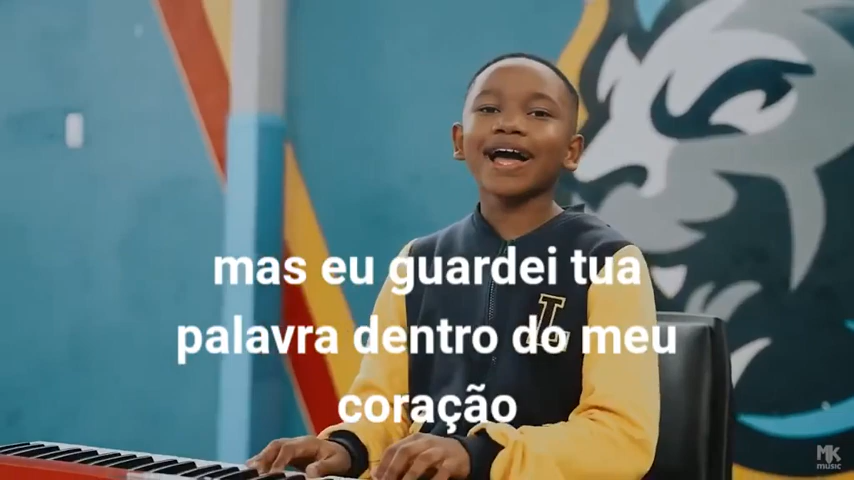 mas eu guardei tua
palavra dentro do meu
coração
L
MK
music